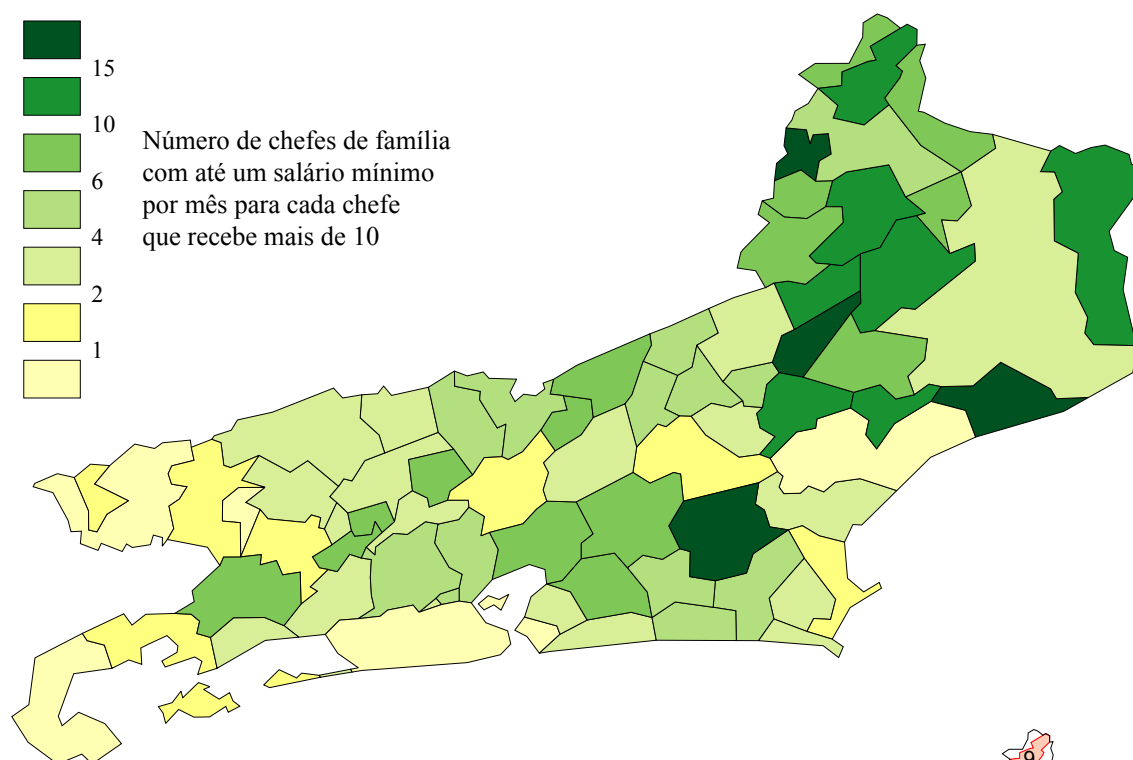 15
10
6
4
2
1
Número de chefes de família
com até um salário mínimo
por mês para cada chefe
que recebe mais de 10
9